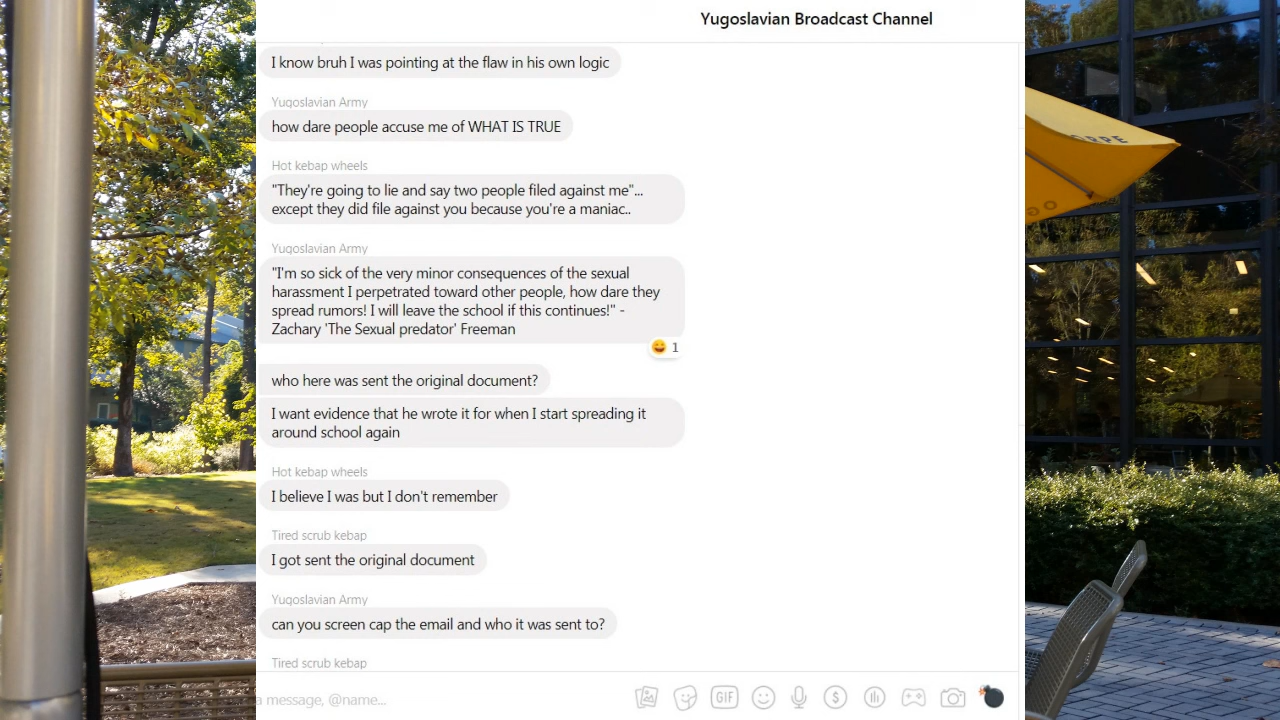 Yugoslavian Broadcast Channel
I know bruh I was pointing at the flaw in his own logic
Yugoslavian Army
how dare people accuse me of WHAT IS TRUE
Hot kebap wheels
"They're going to lie and say two people filed against me"...
except they did file against you because you're a maniac..
Yugoslavian Army
"I'm so sick of the very minor consequences of the sexual
harassment I perpetrated toward other people, how dare they
spread rumors! I will leave the school if this continues!" -
Zachary 'The Sexual predator' Freeman
1
who here was sent the original document?
I want evidence that he wrote it for when I start spreading it
around school again
Hot kebap wheels
I believe I was but I don't remember
Tired scrub kebap
I got sent the original document
Yugoslavian Army
can you screen cap the email and who it was sent to?
Tired scrub kebap
a message, @name...
GIF